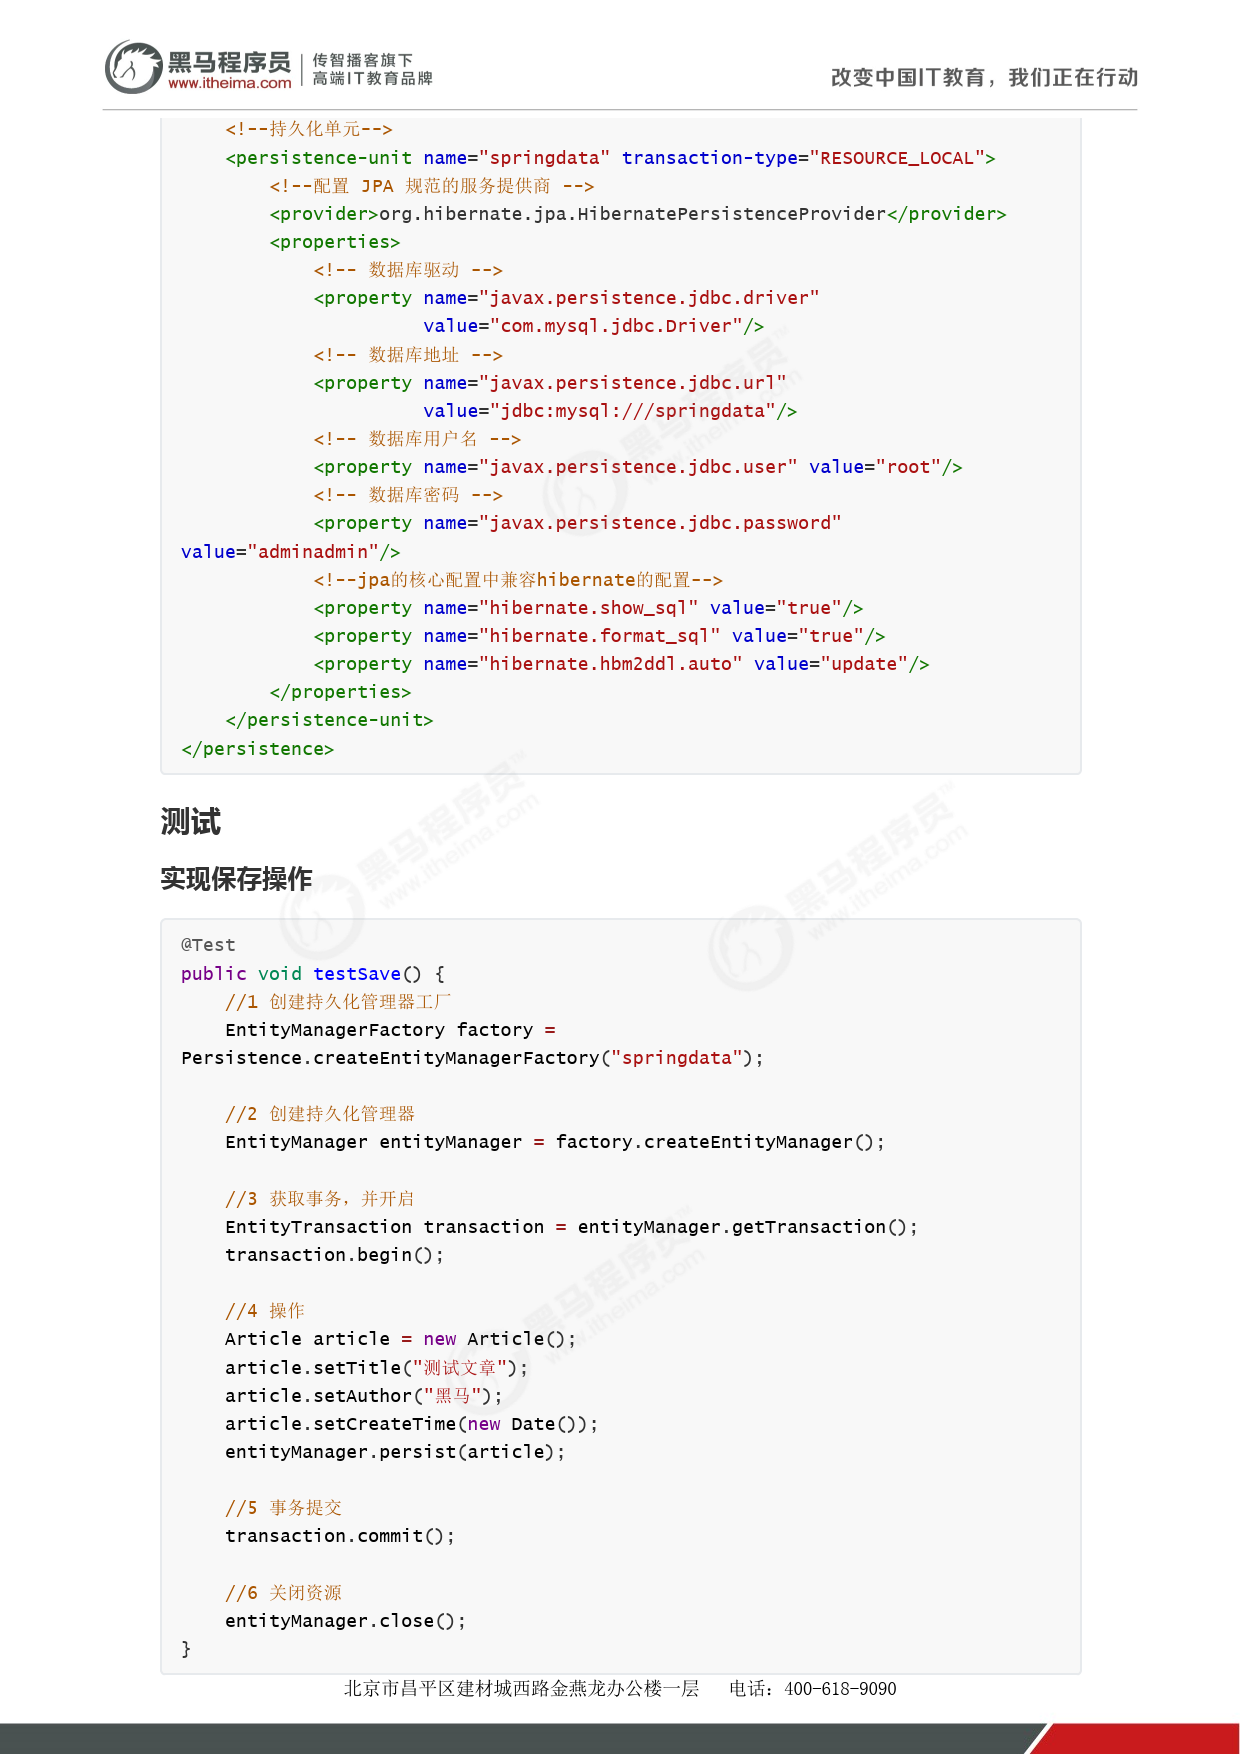 黑马程序员
www.itheima.com
传智播客旗下
高端IT教育品牌
改变中国IT教育，我们正在行动
    <!--持久化单元-->
    <persistence-unit name="springdata" transaction-type="RESOURCE_LOCAL">
        <!--配置 JPA 规范的服务提供商 -->
        <provider>org.hibernate.jpa.HibernatePersistenceProvider</provider>
        <properties>
            <!-- 数据库驱动 -->
            <property name="javax.persistence.jdbc.driver"
                      value="com.mysql.jdbc.Driver"/>
            <!-- 数据库地址 -->
            <property name="javax.persistence.jdbc.url"
                      value="jdbc:mysql:///springdata"/>
            <!-- 数据库用户名 -->
            <property name="javax.persistence.jdbc.user" value="root"/>
            <!-- 数据库密码 -->
            <property name="javax.persistence.jdbc.password"
value="adminadmin"/>
            <!--jpa的核心配置中兼容hibernate的配置-->
            <property name="hibernate.show_sql" value="true"/>
            <property name="hibernate.format_sql" value="true"/>
            <property name="hibernate.hbm2ddl.auto" value="update"/>
        </properties>
    </persistence-unit>
</persistence>
测试
实现保存操作
@Test
public void testSave() {
    //1 创建持久化管理器工厂
    EntityManagerFactory factory =
Persistence.createEntityManagerFactory("springdata");
    //2 创建持久化管理器
    EntityManager entityManager = factory.createEntityManager();
    //3 获取事务，并开启
    EntityTransaction transaction = entityManager.getTransaction();
    transaction.begin();
    //4 操作
    Article article = new Article();
    article.setTitle("测试文章");
    article.setAuthor("黑马");
    article.setCreateTime(new Date());
    entityManager.persist(article);
    //5 事务提交
    transaction.commit();
    //6 关闭资源
    entityManager.close();
}
北京市昌平区建材城西路金燕龙办公楼一层   电话：400-618-9090